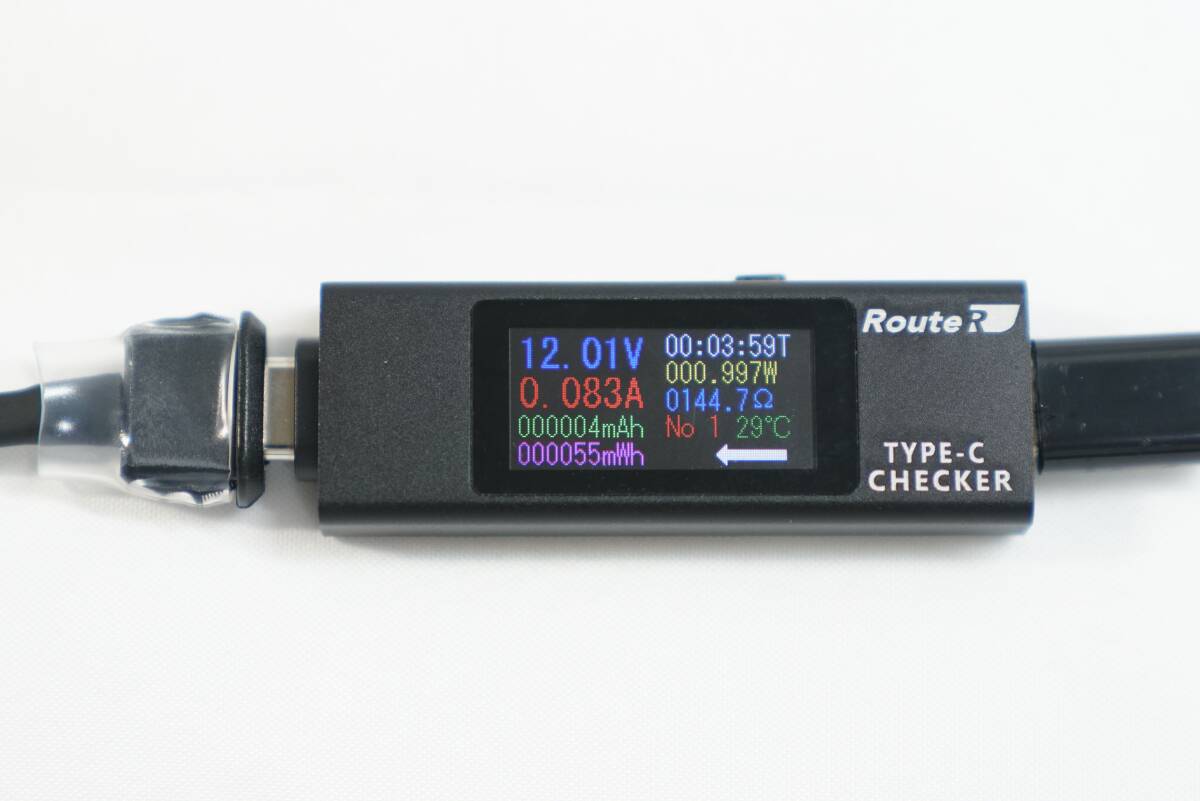 12.01V
0.083A
000004mAh
000055mWh
00:03:59T
000.997W
0144.7Ω
No 1 29℃
Route R
TYPE-C
CHECKER